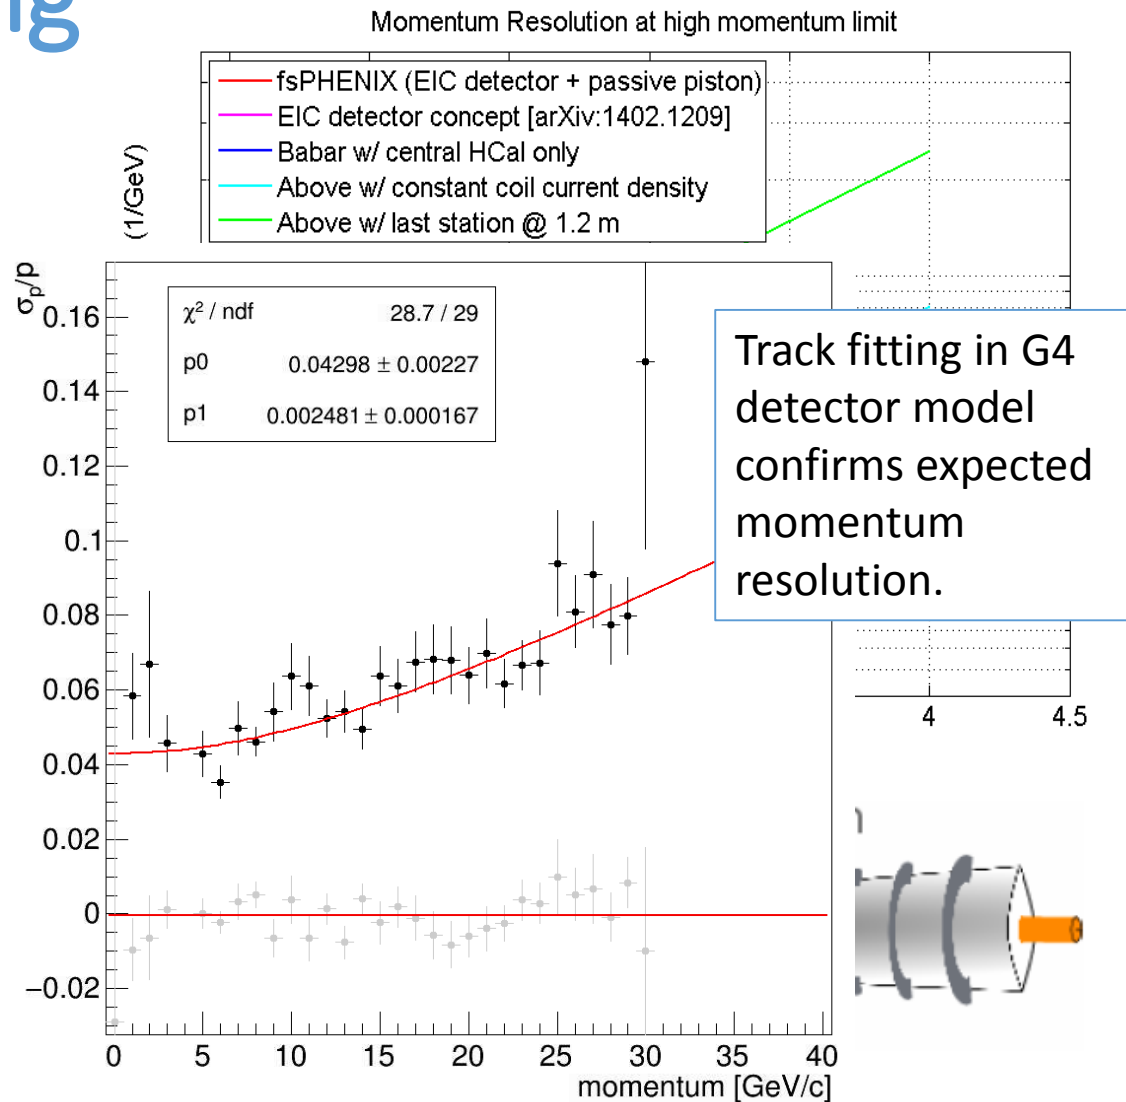 Momentum Resolution at high momentum limit
fsPHENIX (EIC detector + passive piston)
EIC detector concept [arXiv:1402.1209]
Babar w/ central HCal only
Above w/ constant coil current density
Above w/ last station @ 1.2 m
(1/GeV)
σp/p
χ² / ndf 28.7 / 29
p0 0.04298 ± 0.00227
p1 0.002481 ± 0.000167
0.16
0.14
0.12
0.1
0.08
0.06
0.04
0.02
0
−0.02
0 5 10 15 20 25 30 35 40
momentum [GeV/c]
Track fitting in G4
detector model
confirms expected
momentum
resolution.
4 4.5